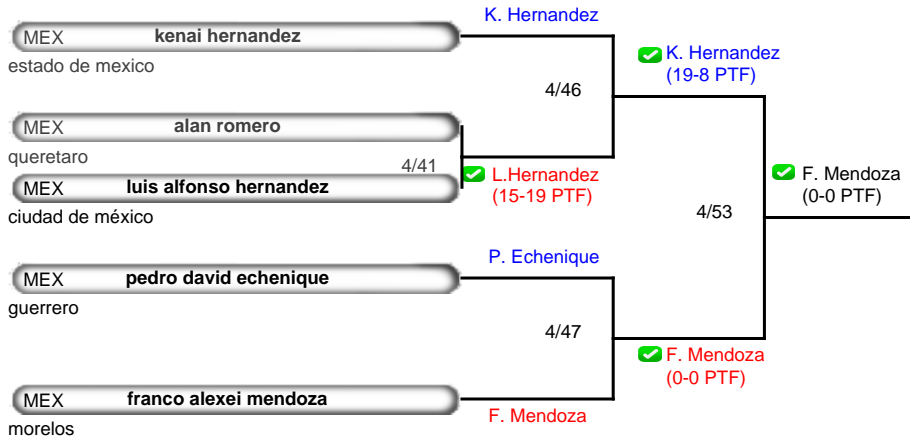 K. Hernandez
MEX kenai hernandez
estado de mexico
K. Hernandez
(19-8 PTF)
4/46
MEX alan romero
queretaro
4/41
L.Hernandez
(15-19 PTF)
MEX luis alfonso hernandez
ciudad de méxico
F. Mendoza
(0-0 PTF)
4/53
P. Echenique
MEX pedro david echenique
guerrero
4/47
F. Mendoza
(0-0 PTF)
MEX franco alexei mendoza
F. Mendoza
morelos